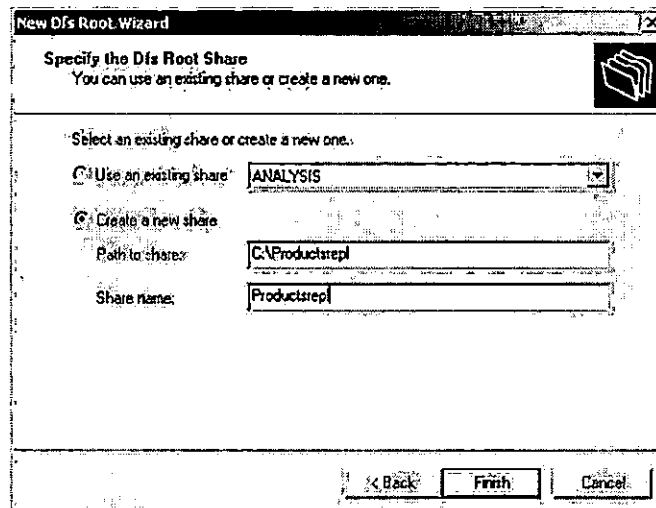 New Dfs Root Wizard
Specify the Dfs Root Share
You can use an existing share or create a new one.
Select an existing share or create a new one.
Use an existing share
ANALYSIS
Create a new share
Path to share:
C:\Productsrepl
Share name:
Productsrepl
< Back
Finish
Cancel